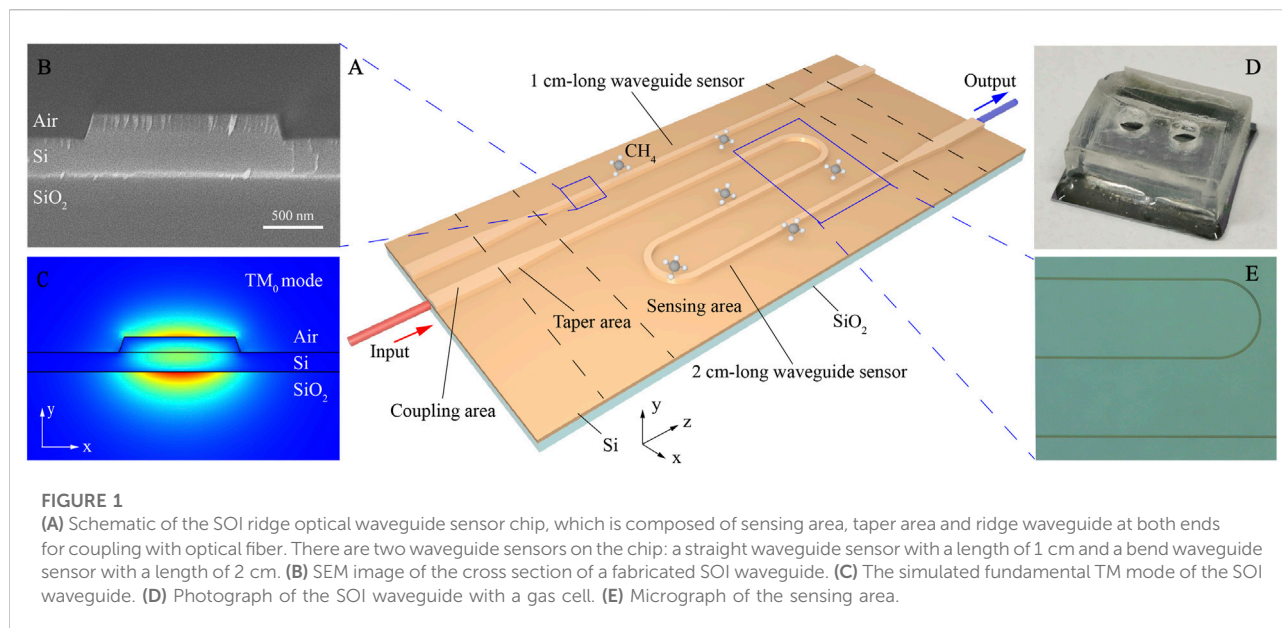 B
Air
Si
SiO2
500 nm
A
1 cm-long waveguide sensor
CH4
Output
D
C
TM0 mode
Air
Si
SiO2
y
x
Input
Coupling area
Taper area
Sensing area
SiO2
2 cm-long waveguide sensor
Si
y
z
x
E
FIGURE 1
(A) Schematic of the SOI ridge optical waveguide sensor chip, which is composed of sensing area, taper area and ridge waveguide at both ends
for coupling with optical fiber. There are two waveguide sensors on the chip: a straight waveguide sensor with a length of 1 cm and a bend waveguide
sensor with a length of 2 cm. (B) SEM image of the cross section of a fabricated SOI waveguide. (C) The simulated fundamental TM mode of the SOI
waveguide. (D) Photograph of the SOI waveguide with a gas cell. (E) Micrograph of the sensing area.